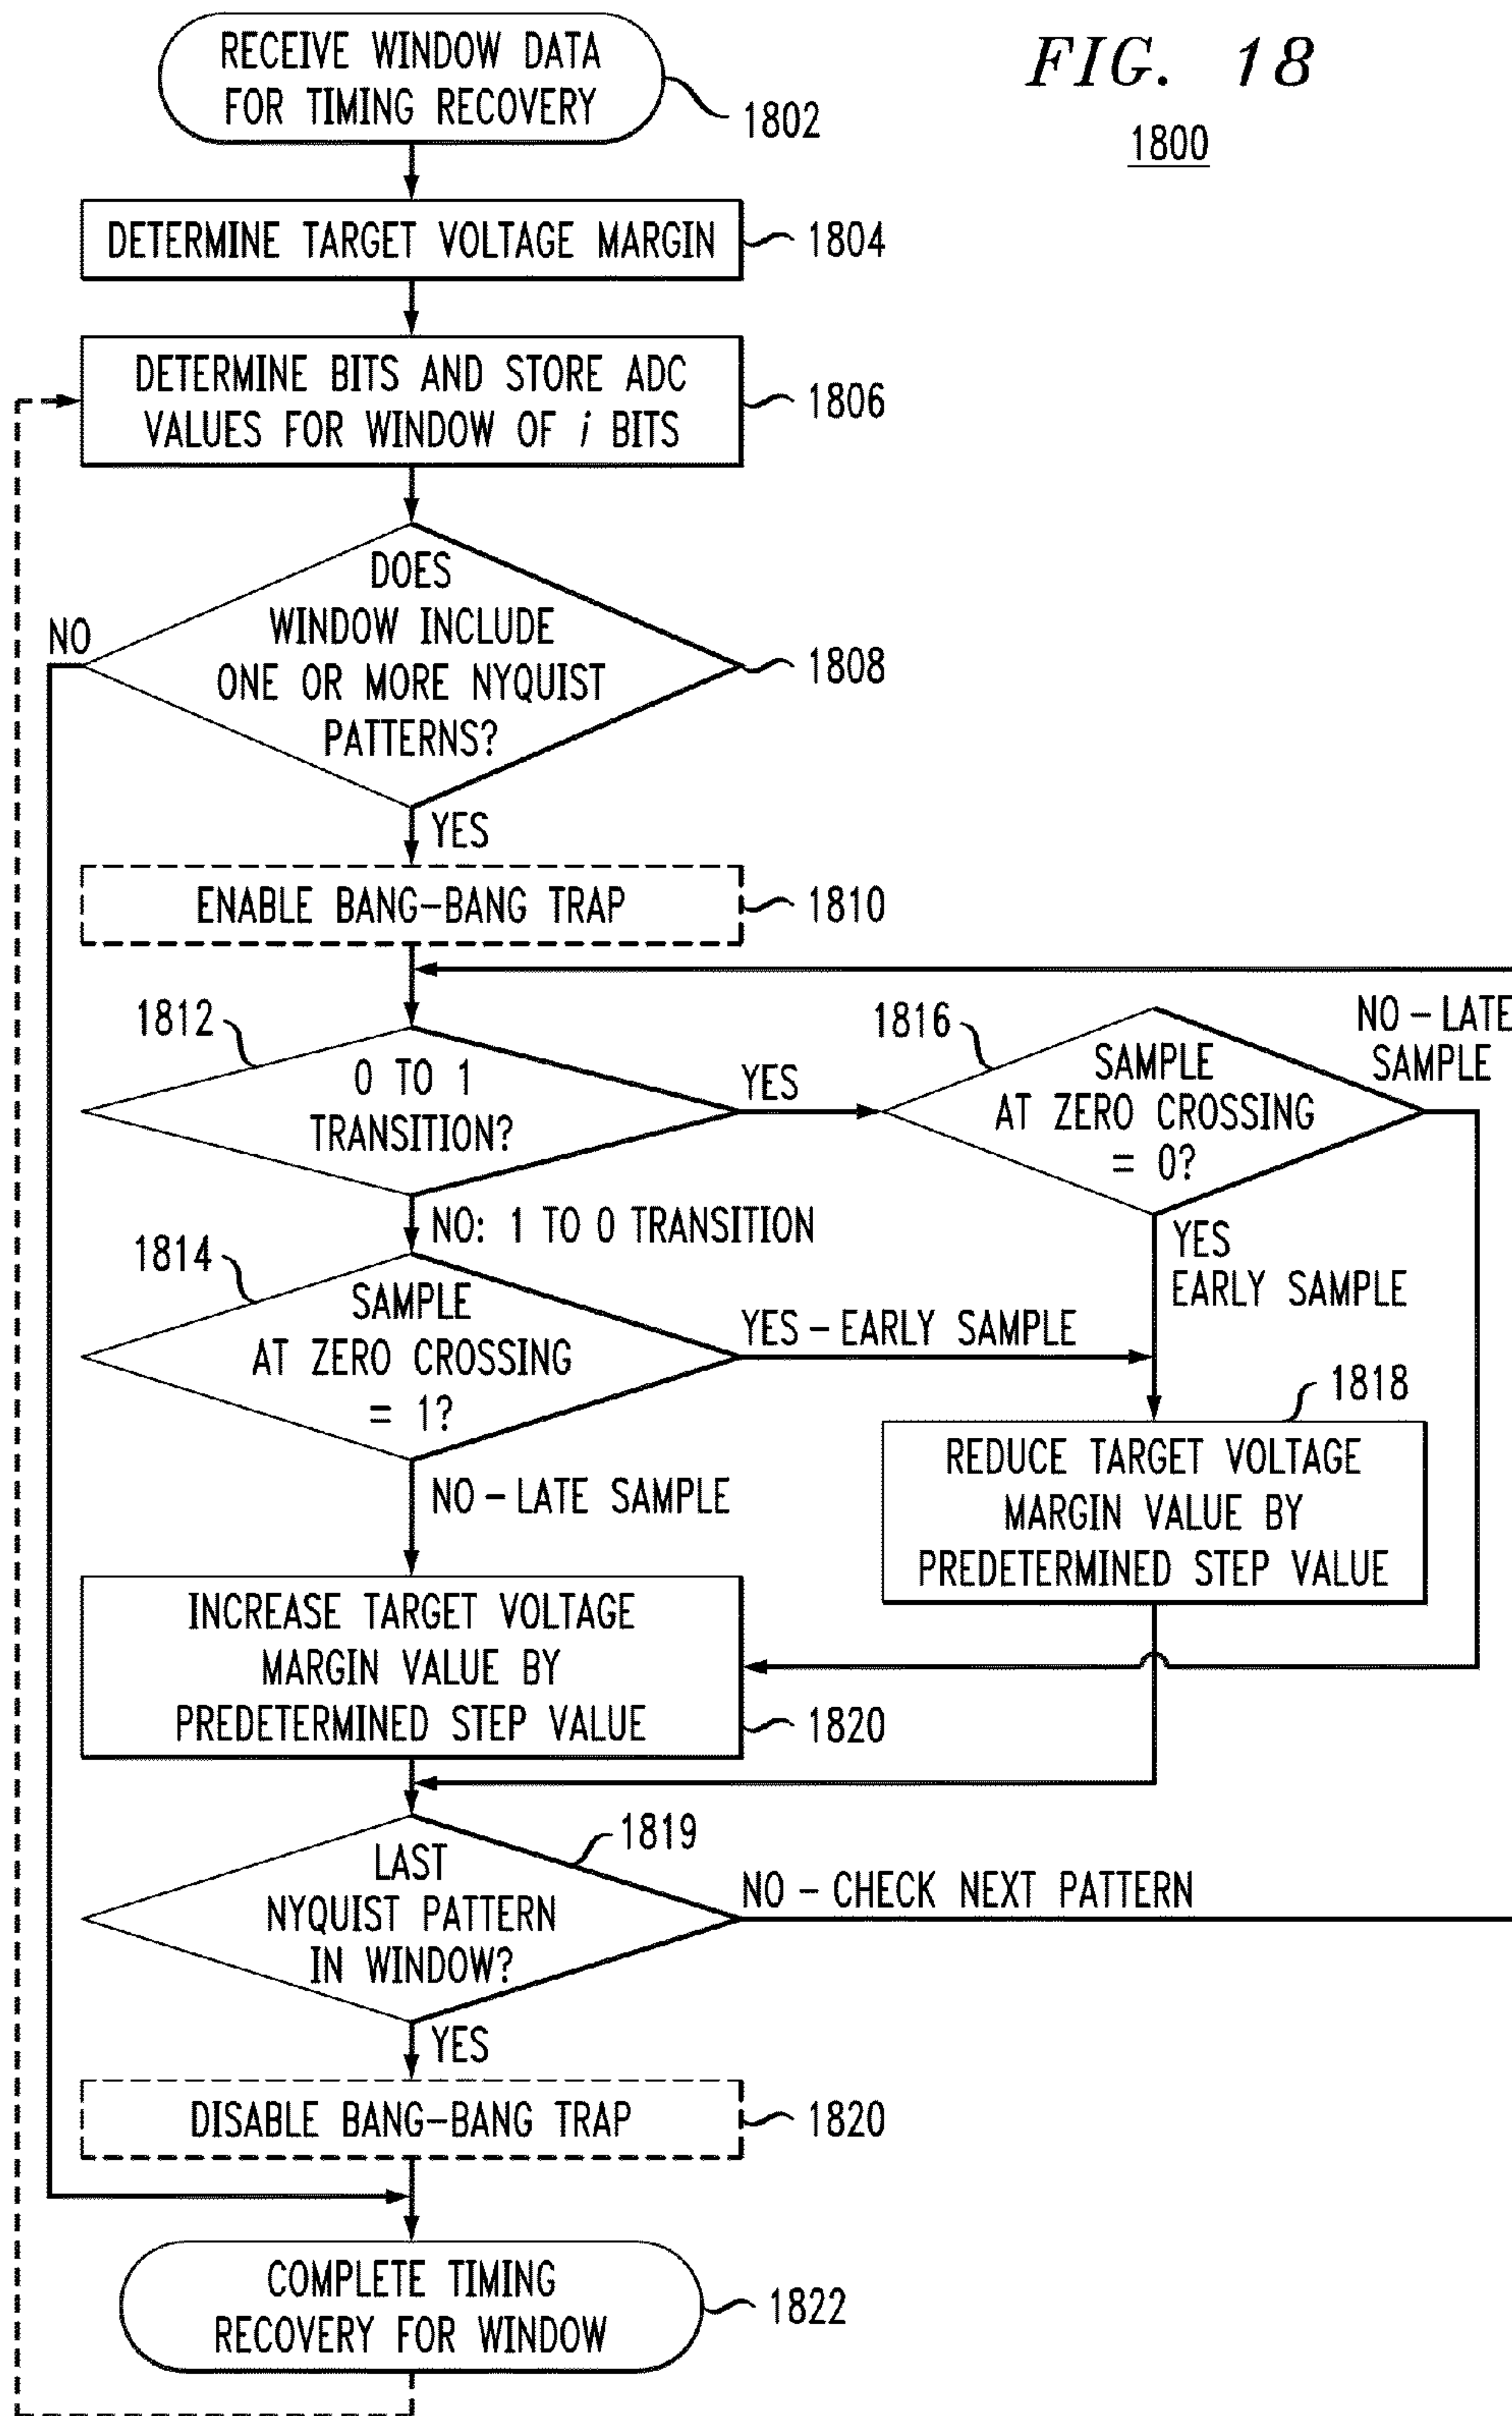 FIG. 18
1800
RECEIVE WINDOW DATA
FOR TIMING RECOVERY
1802
DETERMINE TARGET VOLTAGE MARGIN
1804
DETERMINE BITS AND STORE ADC
VALUES FOR WINDOW OF i BITS
1806
DOES
WINDOW INCLUDE
ONE OR MORE NYQUIST
PATTERNS?
1808
NO
YES
ENABLE BANG-BANG TRAP
1810
1812
0 TO 1
TRANSITION?
YES
1816
SAMPLE
AT ZERO CROSSING
= 0?
NO - LATE
SAMPLE
NO: 1 TO 0 TRANSITION
YES
EARLY SAMPLE
1814
SAMPLE
AT ZERO CROSSING
= 1?
YES - EARLY SAMPLE
NO - LATE SAMPLE
1818
REDUCE TARGET VOLTAGE
MARGIN VALUE BY
PREDETERMINED STEP VALUE
INCREASE TARGET VOLTAGE
MARGIN VALUE BY
PREDETERMINED STEP VALUE
1820
1819
LAST
NYQUIST PATTERN
IN WINDOW?
NO - CHECK NEXT PATTERN
YES
DISABLE BANG-BANG TRAP
1820
COMPLETE TIMING
RECOVERY FOR WINDOW
1822